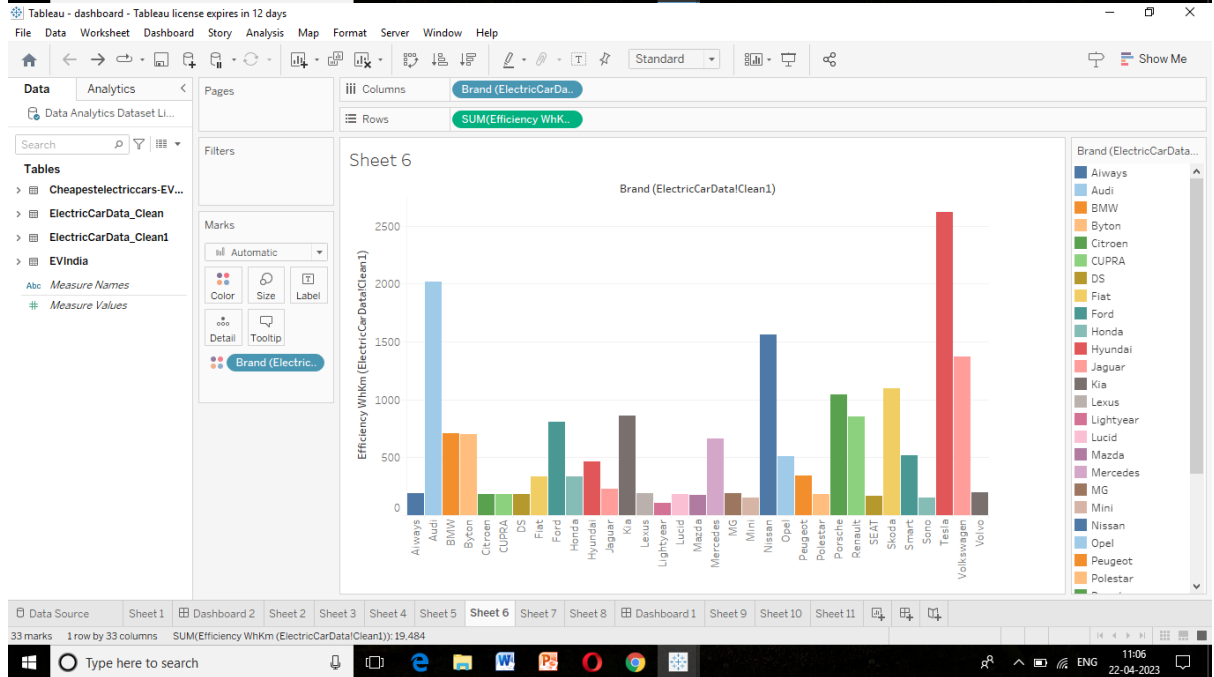 Tableau - dashboard - Tableau license expires in 12 days
File Data Worksheet Dashboard Story Analysis Map Format Server Window Help
Standard
Show Me
Data Analytics
Data Analytics Dataset Li...
Search
Tables
Cheapestelectriccars-EV...
ElectricCarData_Clean
ElectricCarData_Clean1
EVIndia
Abc Measure Names
# Measure Values
Pages
Filters
Marks
Automatic
Color Size Label
Detail Tooltip
Brand (Electric..
Columns Brand (ElectricCarDa..
Rows SUM(Efficiency WhK..
Sheet 6
Brand (ElectricCarData!Clean1)
Efficiency WhKm (ElectricCarData!Clean1)
2500
2000
1500
1000
500
0
Aiways
Audi
BMW
Byton
Citroen
CUPRA
DS
Fiat
Ford
Honda
Hyundai
Jaguar
Kia
Lexus
Lightyear
Lucid
Mazda
Mercedes
MG
Mini
Nissan
Opel
Peugeot
Polestar
Porsche
Renault
SEAT
Skoda
Smart
Sono
Tesla
Volkswagen
Volvo
Brand (ElectricCarData...
Aiways
Audi
BMW
Byton
Citroen
CUPRA
DS
Fiat
Ford
Honda
Hyundai
Jaguar
Kia
Lexus
Lightyear
Lucid
Mazda
Mercedes
MG
Mini
Nissan
Opel
Peugeot
Polestar
Data Source Sheet 1 Dashboard 2 Sheet 2 Sheet 3 Sheet 4 Sheet 5 Sheet 6 Sheet 7 Sheet 8 Dashboard 1 Sheet 9 Sheet 10 Sheet 11
33 marks 1 row by 33 columns SUM(Efficiency WhKm (ElectricCarData!Clean1)): 19,484
Type here to search
ENG
11:06
22-04-2023